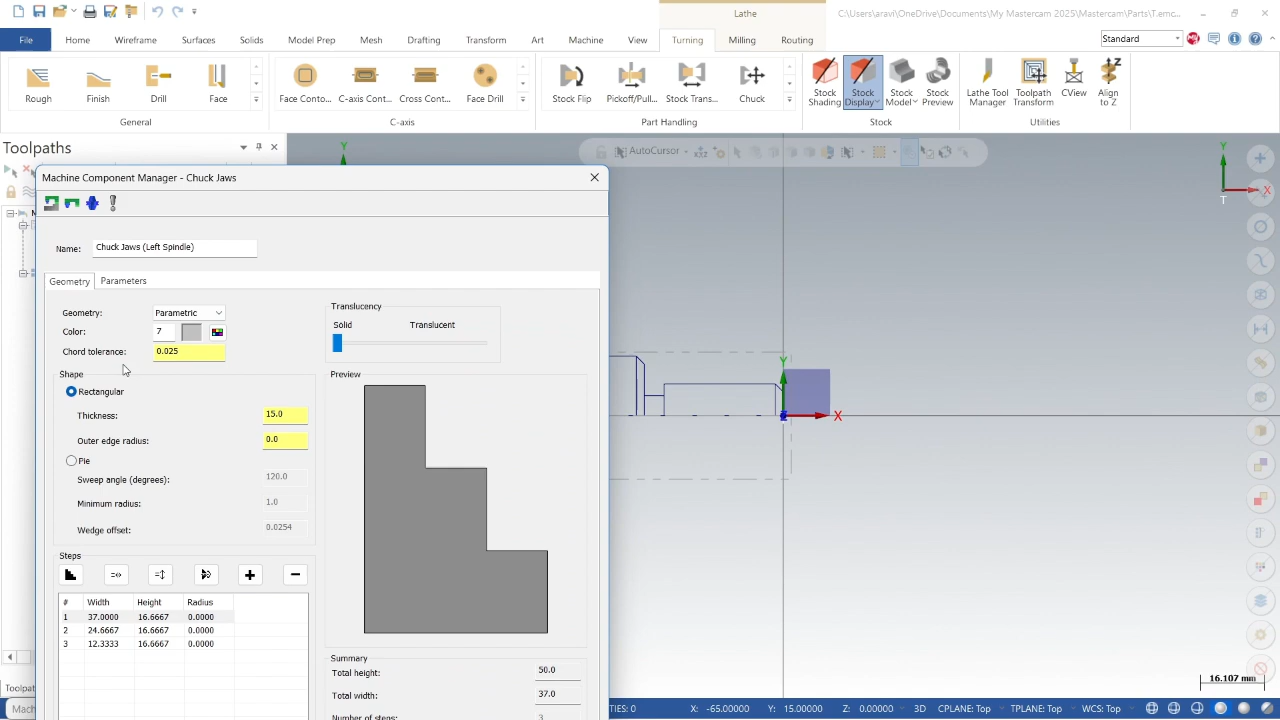 Lathe
C:\Users\aravi\OneDrive\Documents\My Mastercam 2025\Mastercam\Parts\T.emc...
File Home Wireframe Surfaces Solids Model Prep Mesh Drafting Transform Art Machine View Turning Milling Routing
Standard
Rough Finish Drill Face
Face Conto... C-axis Cont... Cross Cont... Face Drill
Stock Flip Pickoff/Pull... Stock Trans... Chuck
Stock Shading
Stock Display
Stock Model
Stock Preview
Lathe Tool Manager
Toolpath Transform
CView
Align to Z
General C-axis Part Handling Stock Utilities
Toolpaths
AutoCursor
Machine Component Manager - Chuck Jaws
Name: Chuck Jaws (Left Spindle)
Geometry Parameters
Geometry: Parametric
Color: 7
Chord tolerance: 0.025
Shape
Rectangular
Thickness: 15.0
Outer edge radius: 0.0
Pie
Sweep angle (degrees): 120.0
Minimum radius: 1.0
Wedge offset: 0.0254
Steps
# Width Height Radius
1 37.0000 16.6667 0.0000
2 24.6667 16.6667 0.0000
3 12.3333 16.6667 0.0000
Translucency
Solid Translucent
Preview
Summary
Total height: 50.0
Total width: 37.0
Number of steps: 3
Y
Y
X
Z
Y
X
T
16.107 mm
Toolpat
Mach
TIES: 0 X: -65.00000 Y: 15.00000 Z: 0.00000 3D CPLANE: Top TPLANE: Top WCS: Top